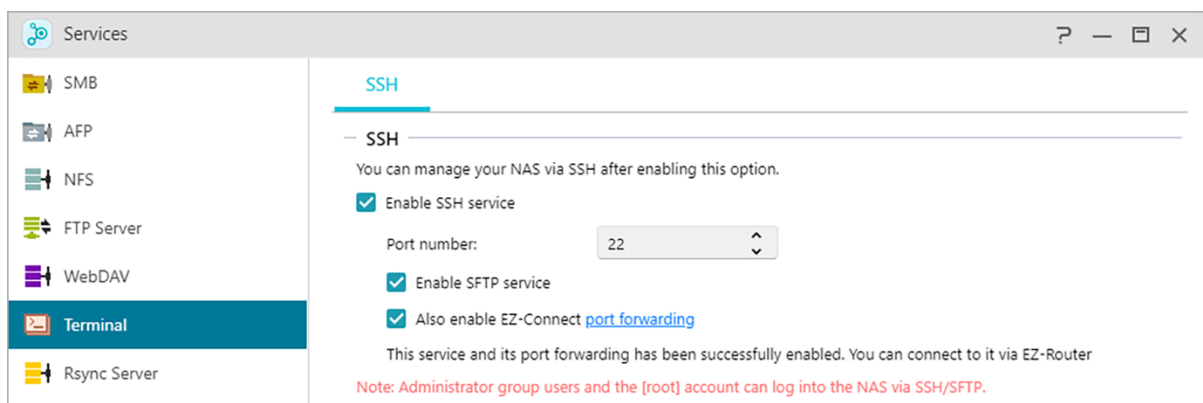 Services
SMB
AFP
NFS
FTP Server
WebDAV
Terminal
Rsync Server
SSH
SSH
You can manage your NAS via SSH after enabling this option.
Enable SSH service
Port number: 22
Enable SFTP service
Also enable EZ-Connect port forwarding
This service and its port forwarding has been successfully enabled. You can connect to it via EZ-Router
Note: Administrator group users and the [root] account can log into the NAS via SSH/SFTP.